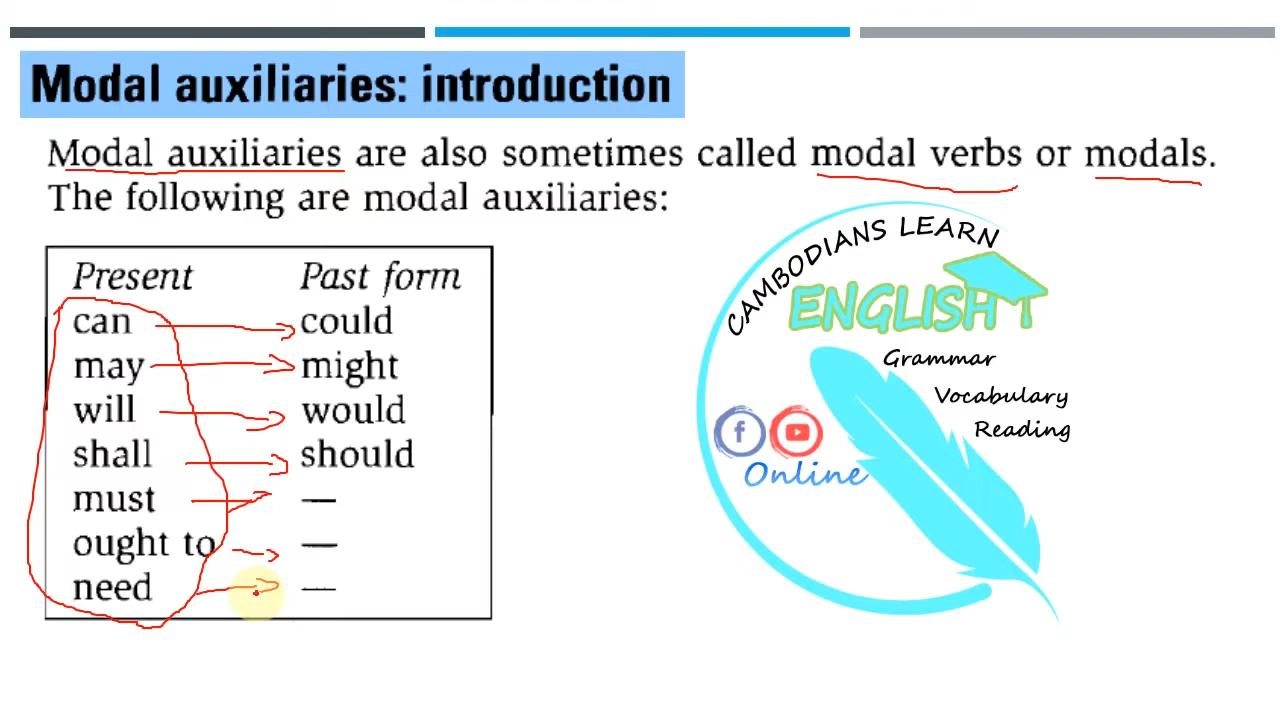 Modal auxiliaries: introduction
Modal auxiliaries are also sometimes called modal verbs or modals.
The following are modal auxiliaries:
Present Past form
can could
may might
will would
shall should
must —
ought to —
need —
CAMBODIANS LEARN
ENGLISH
Grammar
Vocabulary
Reading
f
Online